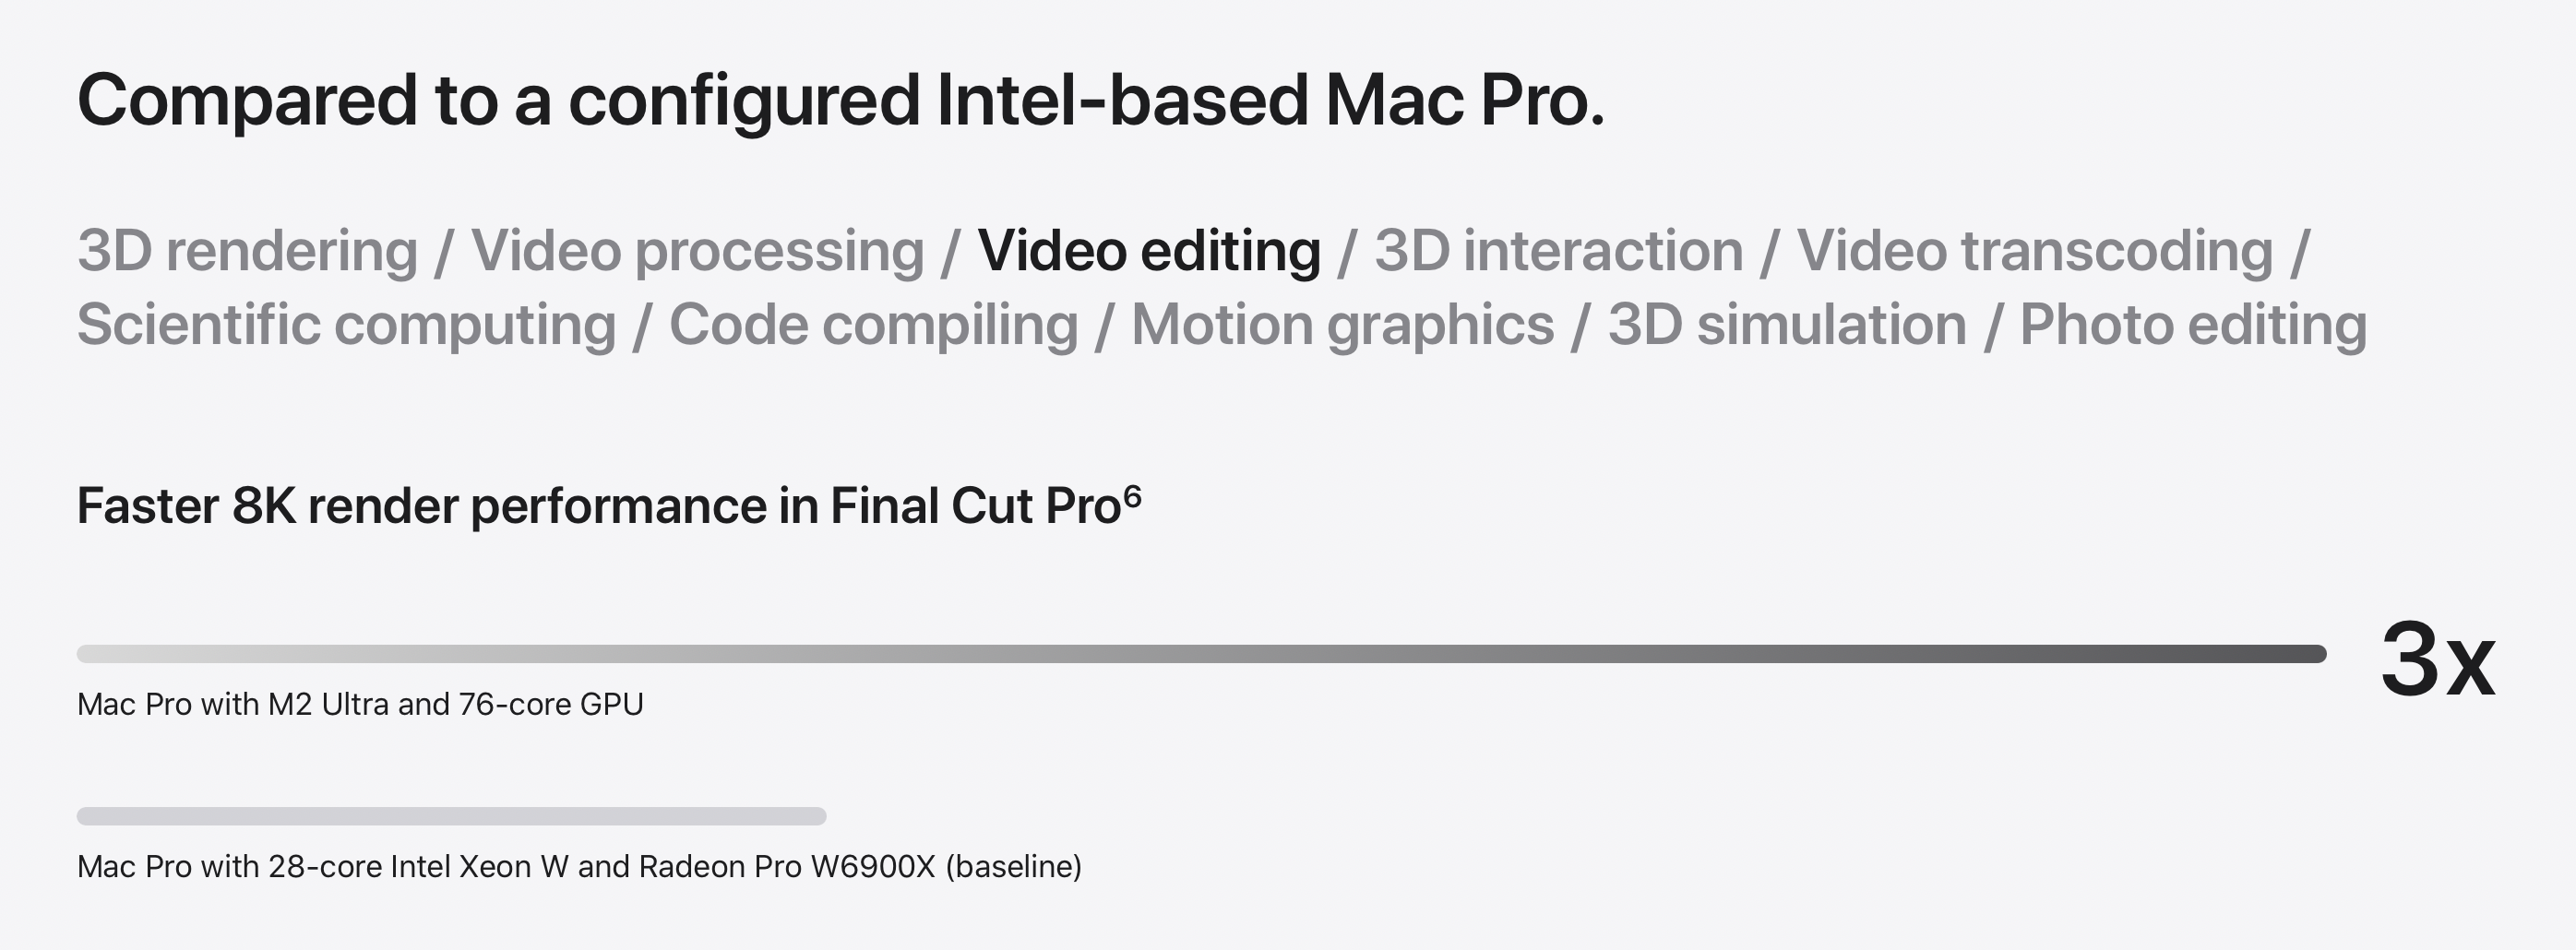 Compared to a configured Intel-based Mac Pro.
3D rendering / Video processing / Video editing / 3D interaction / Video transcoding /
Scientific computing / Code compiling / Motion graphics / 3D simulation / Photo editing
Faster 8K render performance in Final Cut Pro⁶
3x
Mac Pro with M2 Ultra and 76-core GPU
Mac Pro with 28-core Intel Xeon W and Radeon Pro W6900X (baseline)